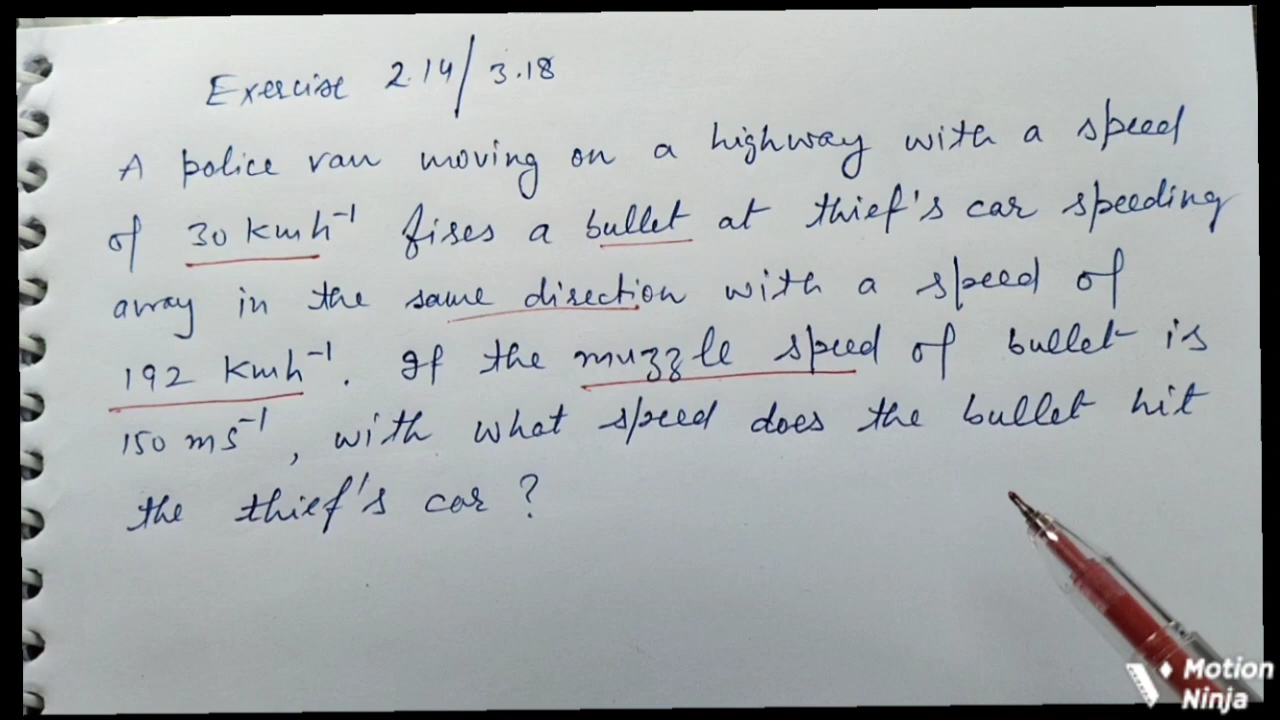 Exercise 2.14/3.18
A police van moving on a highway with a speed
of 30 kmh⁻¹ fires a bullet at thief's car speeding
away in the same direction with a speed of
192 kmh⁻¹. If the muzzle speed of bullet is
150 ms⁻¹, with what speed does the bullet hit
the thief's car ?
Motion
Ninja